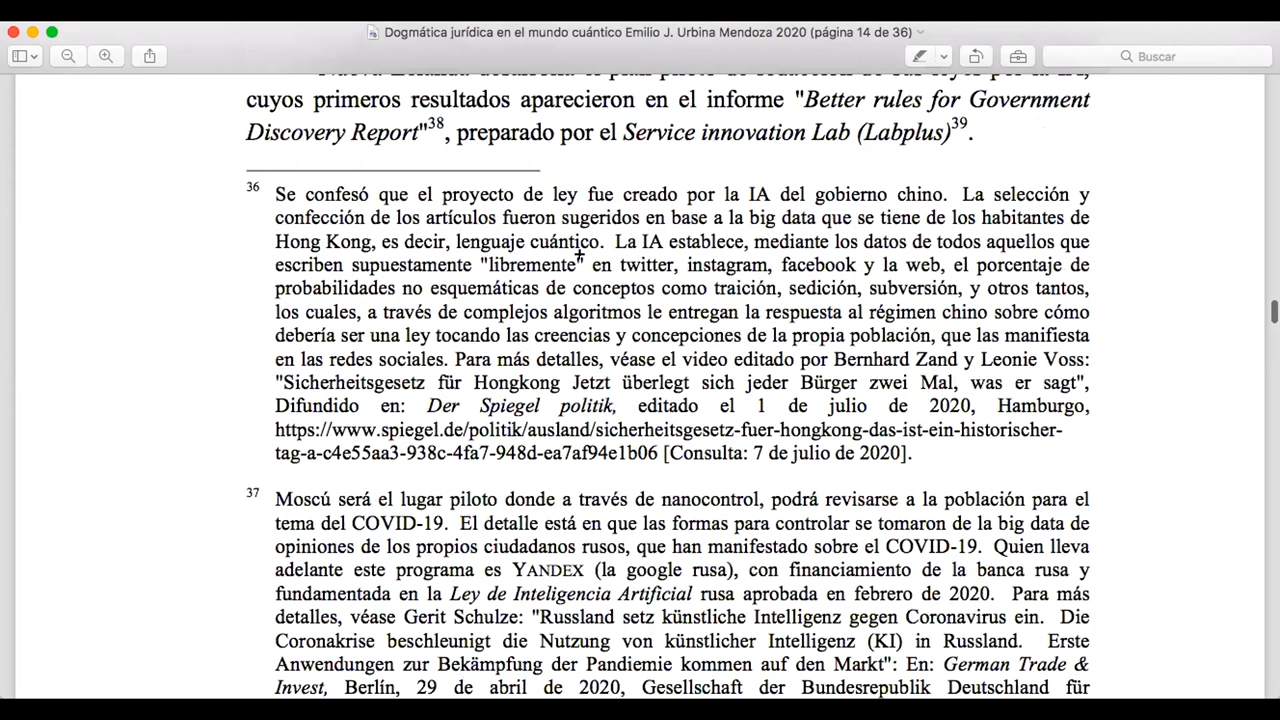 Dogmática jurídica en el mundo cuántico Emilio J. Urbina Mendoza 2020 (página 14 de 36)
Buscar
Nueva Zelanda desarrolla el plan piloto de redacción de sus leyes por la IA,
cuyos primeros resultados aparecieron en el informe "Better rules for Government
Discovery Report"38, preparado por el Service innovation Lab (Labplus)39.
36 Se confesó que el proyecto de ley fue creado por la IA del gobierno chino. La selección y
confección de los artículos fueron sugeridos en base a la big data que se tiene de los habitantes de
Hong Kong, es decir, lenguaje cuántico. La IA establece, mediante los datos de todos aquellos que
escriben supuestamente "libremente" en twitter, instagram, facebook y la web, el porcentaje de
probabilidades no esquemáticas de conceptos como traición, sedición, subversión, y otros tantos,
los cuales, a través de complejos algoritmos le entregan la respuesta al régimen chino sobre cómo
debería ser una ley tocando las creencias y concepciones de la propia población, que las manifiesta
en las redes sociales. Para más detalles, véase el video editado por Bernhard Zand y Leonie Voss:
"Sicherheitsgesetz für Hongkong Jetzt überlegt sich jeder Bürger zwei Mal, was er sagt",
Difundido en: Der Spiegel politik, editado el 1 de julio de 2020, Hamburgo,
https://www.spiegel.de/politik/ausland/sicherheitsgesetz-fuer-hongkong-das-ist-ein-historischer-
tag-a-c4e55aa3-938c-4fa7-948d-ea7af94e1b06 [Consulta: 7 de julio de 2020].
37 Moscú será el lugar piloto donde a través de nanocontrol, podrá revisarse a la población para el
tema del COVID-19. El detalle está en que las formas para controlar se tomaron de la big data de
opiniones de los propios ciudadanos rusos, que han manifestado sobre el COVID-19. Quien lleva
adelante este programa es YANDEX (la google rusa), con financiamiento de la banca rusa y
fundamentada en la Ley de Inteligencia Artificial rusa aprobada en febrero de 2020. Para más
detalles, véase Gerit Schulze: "Russland setz künstliche Intelligenz gegen Coronavirus ein. Die
Coronakrise beschleunigt die Nutzung von künstlicher Intelligenz (KI) in Russland. Erste
Anwendungen zur Bekämpfung der Pandemie kommen auf den Markt": En: German Trade &
Invest, Berlín, 29 de abril de 2020, Gesellschaft der Bundesrepublik Deutschland für